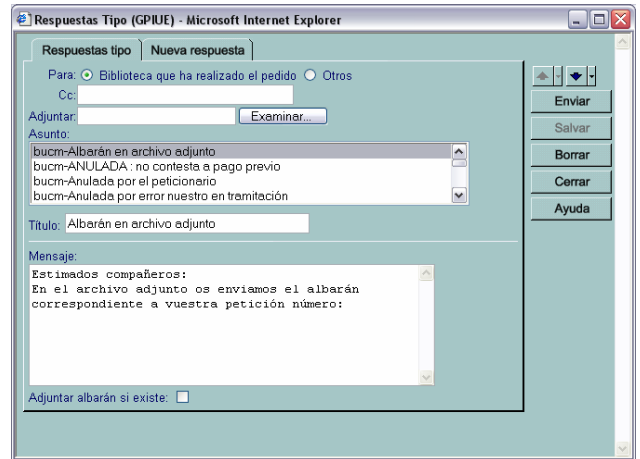 Respuestas Tipo (GPIUE) - Microsoft Internet Explorer
Respuestas tipo Nueva respuesta
Para: Biblioteca que ha realizado el pedido Otros
Cc:
Adjuntar: Examinar...
Asunto:
bucm-Albarán en archivo adjunto
bucm-ANULADA : no contesta a pago previo
bucm-Anulada por el peticionario
bucm-Anulada por error nuestro en tramitación
Título: Albarán en archivo adjunto
Mensaje:
Estimados compañeros:
En el archivo adjunto os enviamos el albarán
correspondiente a vuestra petición número:
Adjuntar albarán si existe:
Enviar
Salvar
Borrar
Cerrar
Ayuda